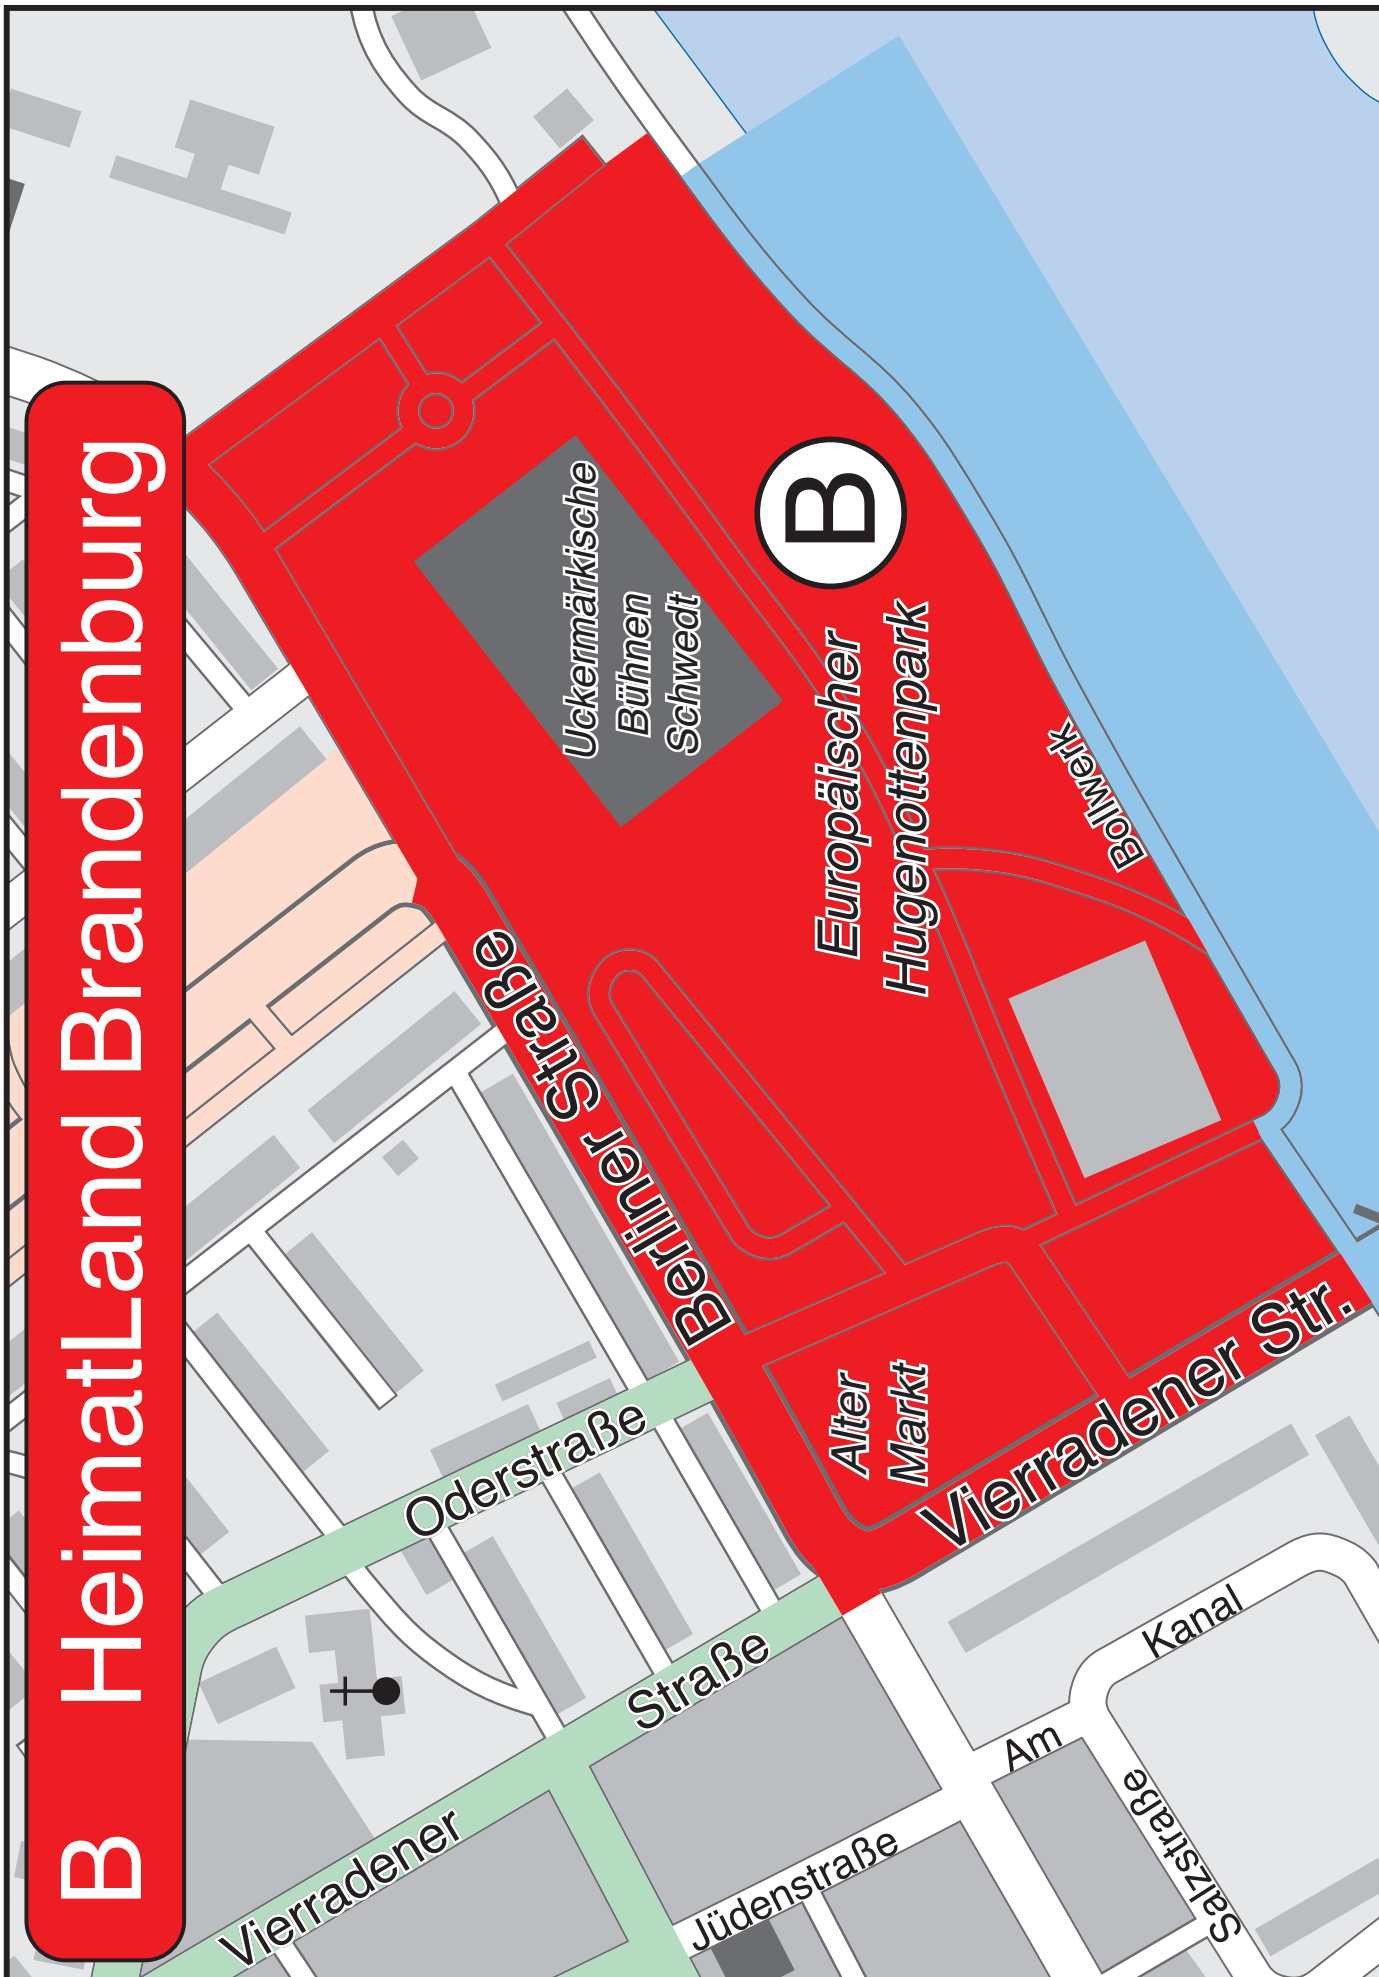 B HeimatLand Brandenburg
Uckermärkische
Bühnen
Schwedt
B
Europäischer
Hugenottenpark
Bollwerk
Berliner Straße
Alter
Markt
Vierradener Str.
Oderstraße
Vierradener Straße
Jüdenstraße
Am Kanal
Salzstraße